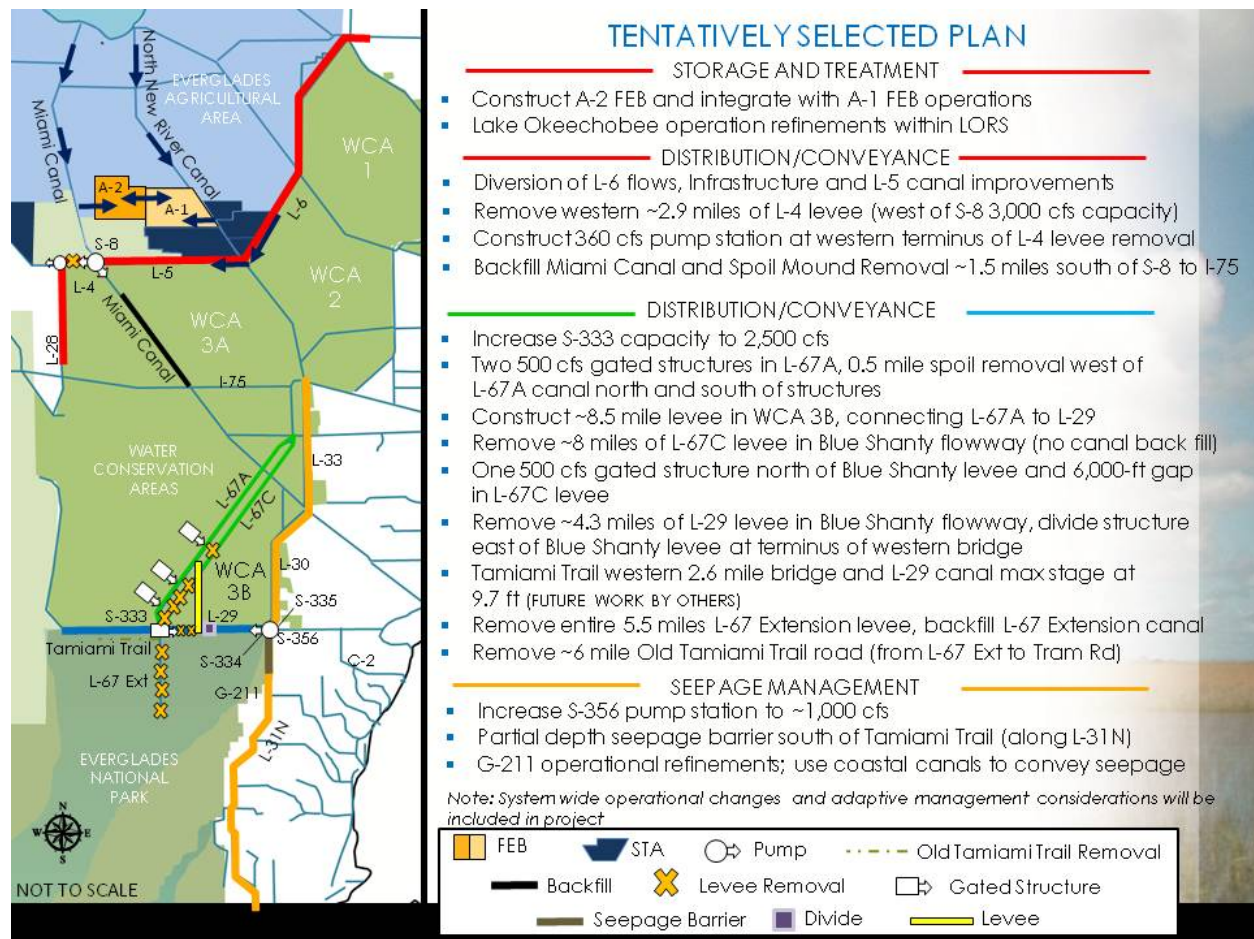 North New River Canal
EVERGLADES
AGRICULTURAL
AREA
Miami Canal
WCA
1
A-2
A-1
L-6
S-8
L-5
L-4
WCA
2
Miami Canal
WCA
3A
L-28
I-75
WATER
CONSERVATION
AREAS
L-33
L-67A
L-67C
WCA
3B
L-30
S-335
S-333
L-29
S-356
Tamiami Trail
S-334
C-2
L-67 Ext
G-211
L-31N
EVERGLADES
NATIONAL
PARK
N
W
E
S
NOT TO SCALE
TENTATIVELY SELECTED PLAN
STORAGE AND TREATMENT
▪ Construct A-2 FEB and integrate with A-1 FEB operations
▪ Lake Okeechobee operation refinements within LORS
DISTRIBUTION/CONVEYANCE
▪ Diversion of L-6 flows, Infrastructure and L-5 canal improvements
▪ Remove western ~2.9 miles of L-4 levee (west of S-8 3,000 cfs capacity)
▪ Construct 360 cfs pump station at western terminus of L-4 levee removal
▪ Backfill Miami Canal and Spoil Mound Removal ~1.5 miles south of S-8 to I-75
DISTRIBUTION/CONVEYANCE
▪ Increase S-333 capacity to 2,500 cfs
▪ Two 500 cfs gated structures in L-67A, 0.5 mile spoil removal west of
L-67A canal north and south of structures
▪ Construct ~8.5 mile levee in WCA 3B, connecting L-67A to L-29
▪ Remove ~8 miles of L-67C levee in Blue Shanty flowway (no canal back fill)
▪ One 500 cfs gated structure north of Blue Shanty levee and 6,000-ft gap
in L-67C levee
▪ Remove ~4.3 miles of L-29 levee in Blue Shanty flowway, divide structure
east of Blue Shanty levee at terminus of western bridge
▪ Tamiami Trail western 2.6 mile bridge and L-29 canal max stage at
9.7 ft (FUTURE WORK BY OTHERS)
▪ Remove entire 5.5 miles L-67 Extension levee, backfill L-67 Extension canal
▪ Remove ~6 mile Old Tamiami Trail road (from L-67 Ext to Tram Rd)
SEEPAGE MANAGEMENT
▪ Increase S-356 pump station to ~1,000 cfs
▪ Partial depth seepage barrier south of Tamiami Trail (along L-31N)
▪ G-211 operational refinements; use coastal canals to convey seepage
Note: System wide operational changes and adaptive management considerations will be
included in project
FEB
STA
Pump
Old Tamiami Trail Removal
Backfill
Levee Removal
Gated Structure
Seepage Barrier
Divide
Levee